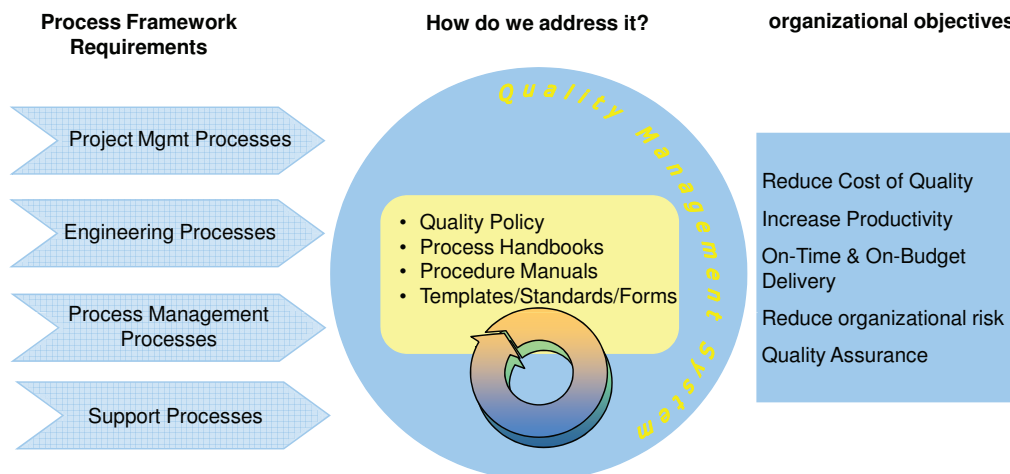 Process Framework
Requirements
How do we address it?
organizational objectives
Project Mgmt Processes
Engineering Processes
Process Management
Processes
Support Processes
Quality Management System
• Quality Policy
• Process Handbooks
• Procedure Manuals
• Templates/Standards/Forms
Reduce Cost of Quality
Increase Productivity
On-Time & On-Budget
Delivery
Reduce organizational risk
Quality Assurance